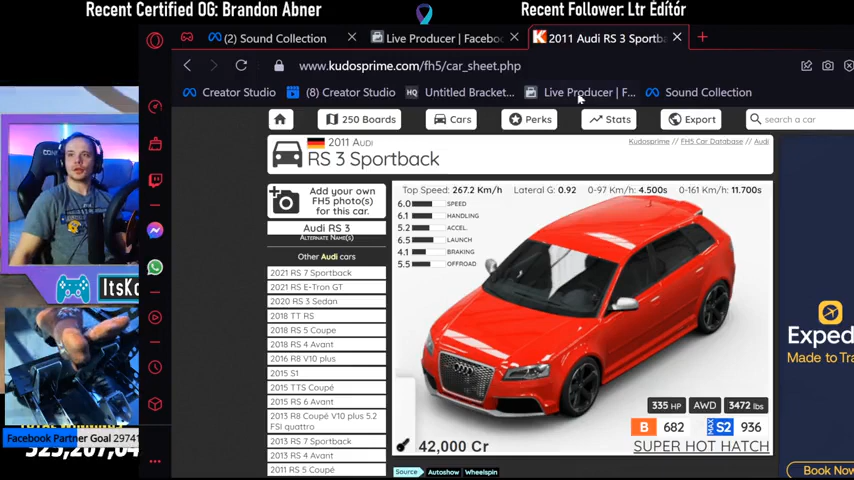 Recent Certified OG: Brandon Abner
Recent Follower: Ltr Éditór
(2) Sound Collection
Live Producer | Faceboo
2011 Audi RS 3 Sportba
www.kudosprime.com/fh5/car_sheet.php
Creator Studio
(8) Creator Studio
HQ
Untitled Bracket...
Live Producer | F...
Sound Collection
250 Boards
Cars
Perks
Stats
Export
search a car
2011 AUDI
RS 3 Sportback
Kudosprime // FH5 Car Database // Audi
Add your own
FH5 photo(s)
for this car.
Audi RS 3
ALTERNATE NAME(S)
Other Audi cars
2021 RS 7 Sportback
2021 RS E-Tron GT
2020 RS 3 Sedan
2018 TT RS
2018 RS 5 Coupe
2018 RS 4 Avant
2016 R8 V10 plus
2015 S1
2015 TTS Coupé
2015 RS 6 Avant
2013 R8 Coupé V10 plus 5.2
FSI quattro
2013 RS 7 Sportback
2013 RS 4 Avant
2011 RS 5 Coupé
Top Speed: 267.2 Km/h
Lateral G: 0.92
0-97 Km/h: 4.500s
0-161 Km/h: 11.700s
6.0 SPEED
6.1 HANDLING
5.2 ACCEL.
6.5 LAUNCH
4.1 BRAKING
5.5 OFFROAD
335 HP
AWD
3472 lbs
B 682
MAX S2 936
42,000 Cr
SUPER HOT HATCH
Source
Autoshow
Wheelspin
ItsKo
Facebook Partner Goal 29741
Exped
Made to Tra
Book Now